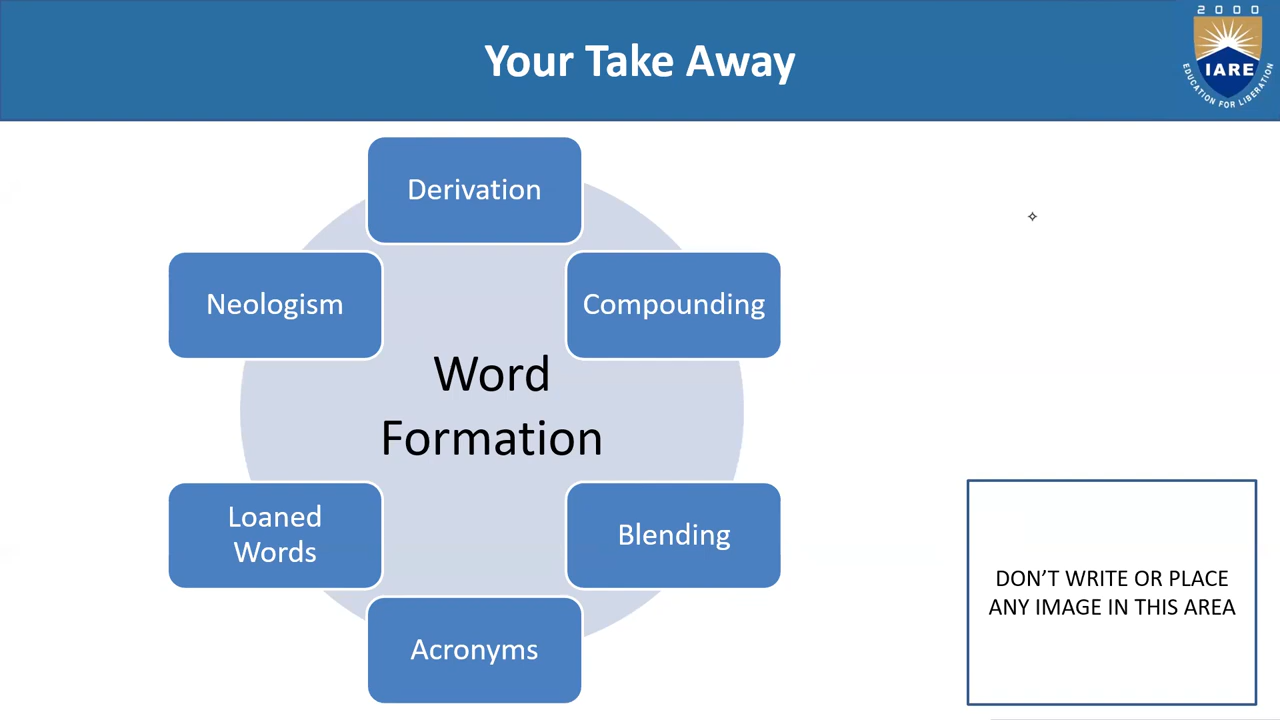 Your Take Away
2000
IARE
EDUCATION FOR LIBERATION
Derivation
Neologism
Compounding
Word
Formation
Loaned
Words
Blending
Acronyms
DON'T WRITE OR PLACE
ANY IMAGE IN THIS AREA